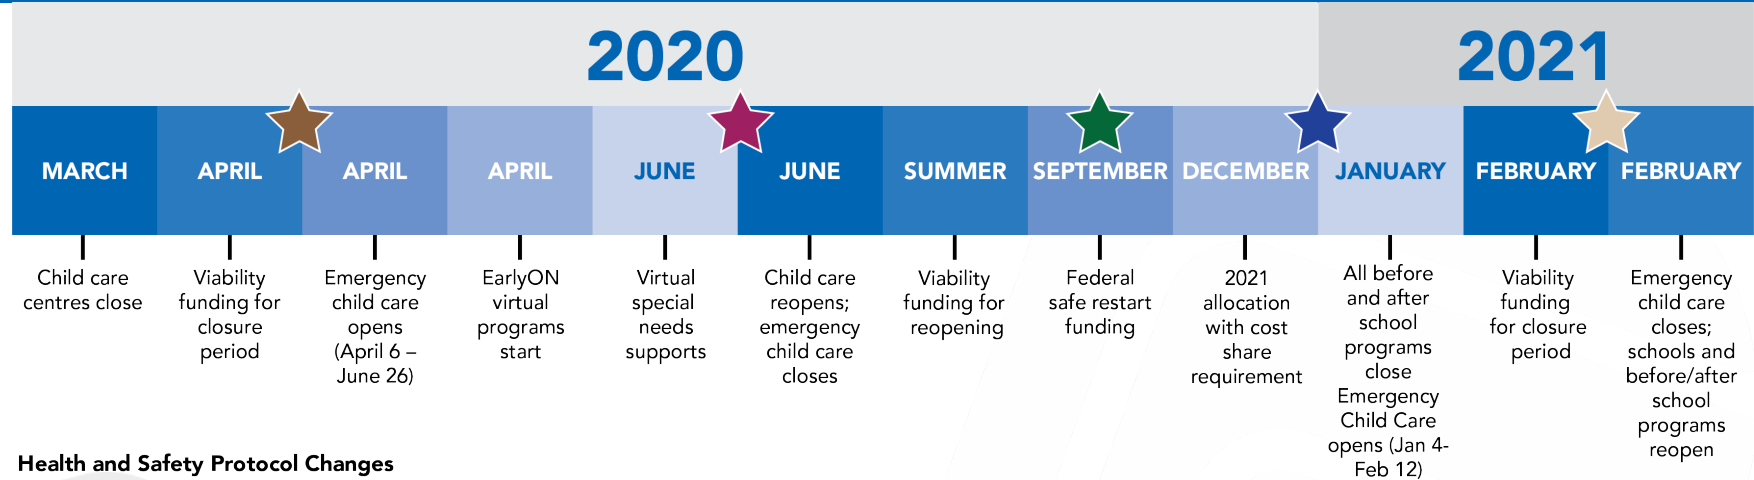 2020
2021
MARCH
APRIL
APRIL
APRIL
JUNE
JUNE
SUMMER
SEPTEMBER
DECEMBER
JANUARY
FEBRUARY
FEBRUARY
Child care
centres close
Viability
funding for
closure
period
Emergency
child care
opens
(April 6 –
June 26)
EarlyON
virtual
programs
start
Virtual
special
needs
supports
Child care
reopens;
emergency
child care
closes
Viability
funding for
reopening
Federal
safe restart
funding
2021
allocation
with cost
share
requirement
All before
and after
school
programs
close
Emergency
Child Care
opens (Jan 4-
Feb 12)
Viability
funding
for closure
period
Emergency
child care
closes;
schools and
before/after
school
programs
reopen
Health and Safety Protocol Changes